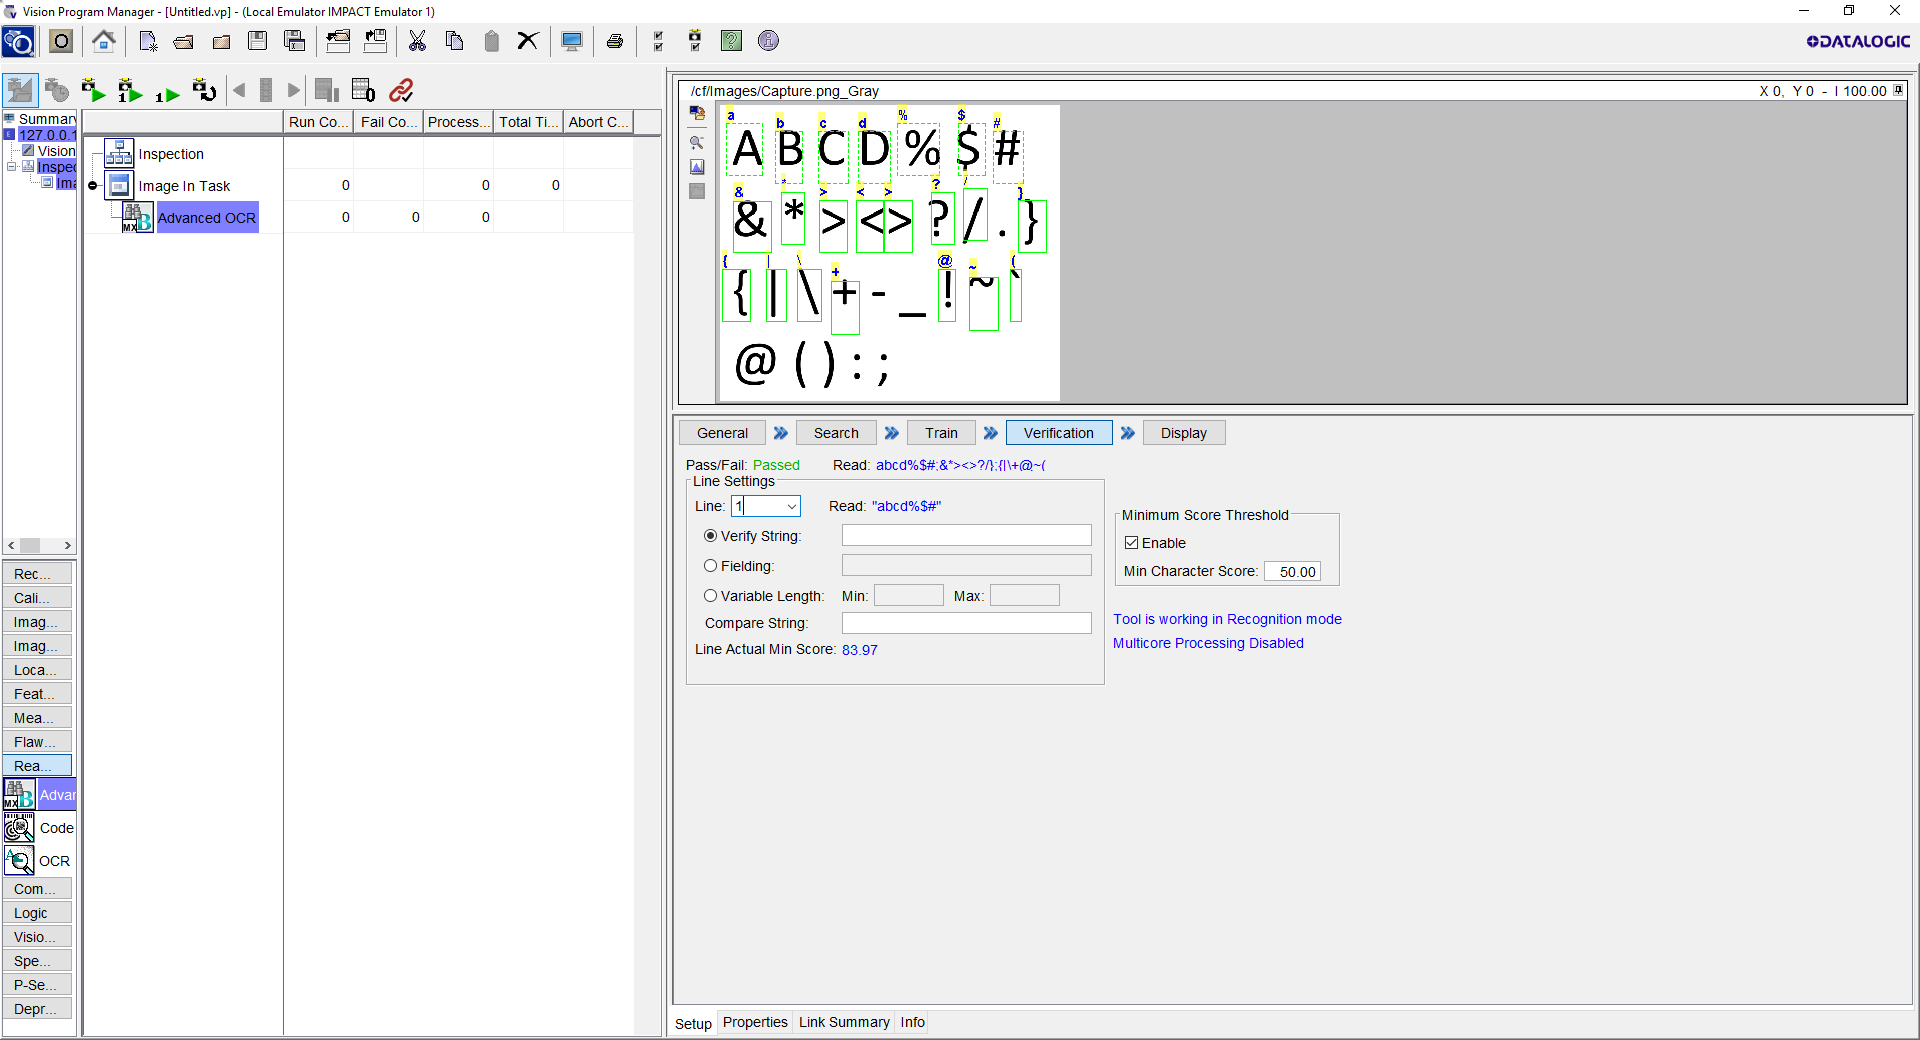 Vision Program Manager - [Untitled.vp] - (Local Emulator IMPACT Emulator 1)
DATALOGIC
Summary
127.0.0.1
Vision
Inspec
Ima
Run Co... Fail Co... Process... Total Ti... Abort C...
Inspection
Image In Task 0 0 0
Advanced OCR 0 0 0
Rec...
Cali...
Imag...
Imag...
Loca...
Feat...
Mea...
Flaw...
Rea...
Advan
Code
OCR
Com...
Logic
Visio...
Spe...
P-Se...
Depr...
/cf/Images/Capture.png_Gray X 0, Y 0 - I 100.00
a b c d % $ #
A B C D % $ #
& * > < > ? / }
& * > < > ? / . }
{ | \ + @ ~ (
{ | \ + - _ ! ~ `
@ ( ) : ;
General Search Train Verification Display
Pass/Fail: Passed Read: abcd%$#;&*><>?/};{|\+@~(
Line Settings
Line: 1 Read: "abcd%$#"
Verify String:
Fielding:
Variable Length: Min: Max:
Compare String:
Line Actual Min Score: 83.97
Minimum Score Threshold
Enable
Min Character Score: 50.00
Tool is working in Recognition mode
Multicore Processing Disabled
Setup Properties Link Summary Info